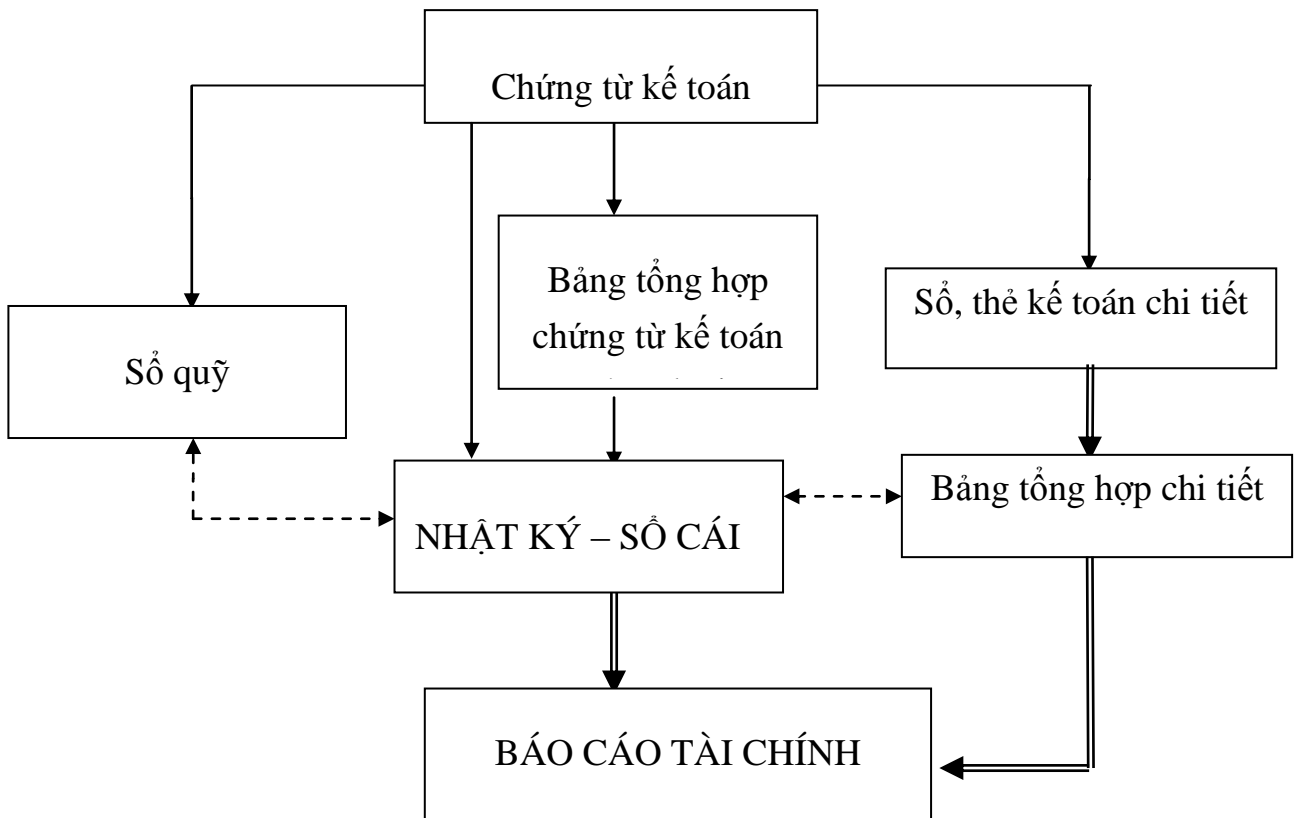 Chứng từ kế toán
Bảng tổng hợp
chứng từ kế toán
Sổ, thẻ kế toán chi tiết
Sổ quỹ
Bảng tổng hợp chi tiết
NHẬT KÝ – SỔ CÁI
BÁO CÁO TÀI CHÍNH